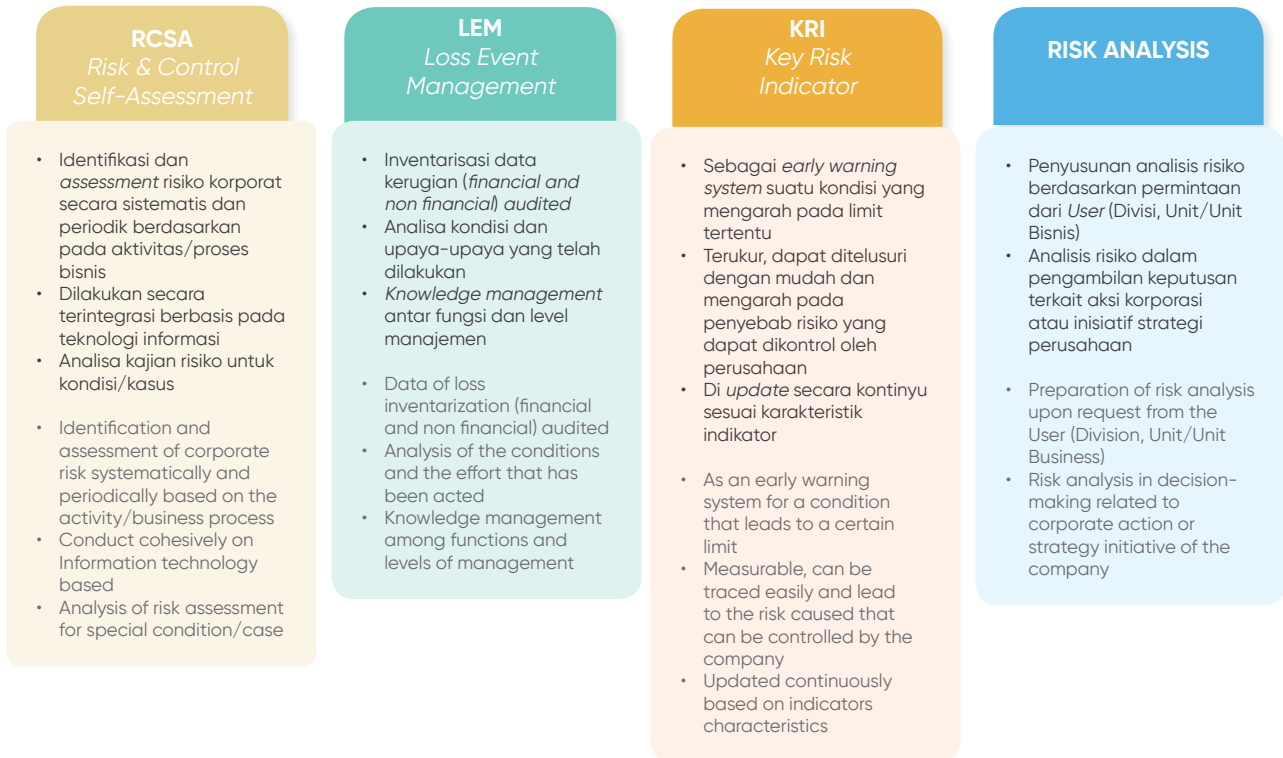 RCSA
Risk & Control
Self-Assessment
• Identifikasi dan
assessment risiko korporat
secara sistematis dan
periodik berdasarkan
pada aktivitas/proses
bisnis
• Dilakukan secara
terintegrasi berbasis pada
teknologi informasi
• Analisa kajian risiko untuk
kondisi/kasus
• Identification and
assessment of corporate
risk systematically and
periodically based on the
activity/business process
• Conduct cohesively on
Information technology
based
• Analysis of risk assessment
for special condition/case
LEM
Loss Event
Management
• Inventarisasi data
kerugian (financial and
non financial) audited
• Analisa kondisi dan
upaya-upaya yang telah
dilakukan
• Knowledge management
antar fungsi dan level
manajemen
• Data of loss
inventarization (financial
and non financial) audited
• Analysis of the conditions
and the effort that has
been acted
• Knowledge management
among functions and
levels of management
KRI
Key Risk
Indicator
• Sebagai early warning
system suatu kondisi yang
mengarah pada limit
tertentu
• Terukur, dapat ditelusuri
dengan mudah dan
mengarah pada
penyebab risiko yang
dapat dikontrol oleh
perusahaan
• Di update secara kontinyu
sesuai karakteristik
indikator
• As an early warning
system for a condition
that leads to a certain
limit
• Measurable, can be
traced easily and lead
to the risk caused that
can be controlled by the
company
• Updated continuously
based on indicators
characteristics
RISK ANALYSIS
• Penyusunan analisis risiko
berdasarkan permintaan
dari User (Divisi, Unit/Unit
Bisnis)
• Analisis risiko dalam
pengambilan keputusan
terkait aksi korporasi
atau inisiatif strategi
perusahaan
• Preparation of risk analysis
upon request from the
User (Division, Unit/Unit
Business)
• Risk analysis in decision-
making related to
corporate action or
strategy initiative of the
company